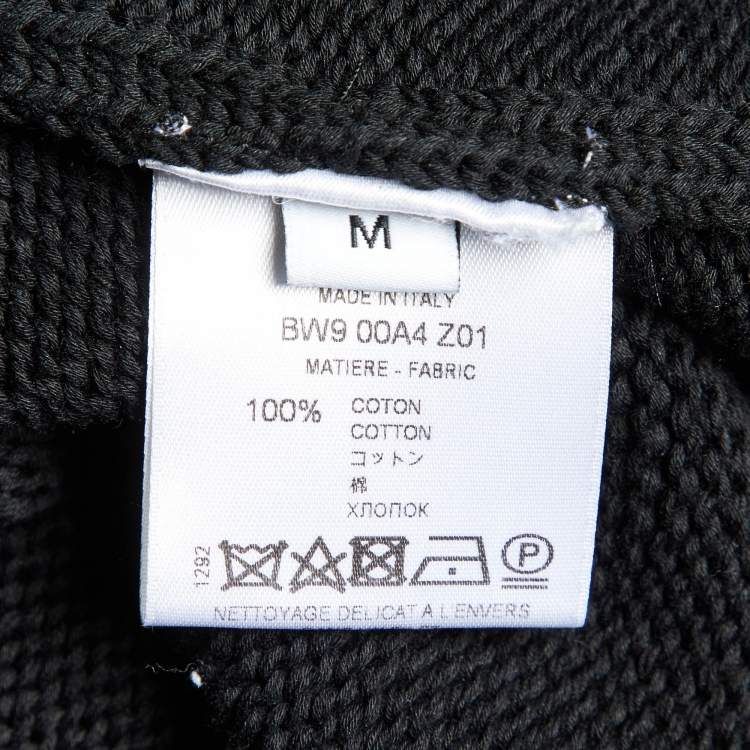 M
MADE IN ITALY
BW9 00A4 Z01
MATIERE - FABRIC
100% COTON
COTTON
コットン
棉
ХЛОПОК
1292
P
NETTOYAGE DELICAT A L'ENVERS